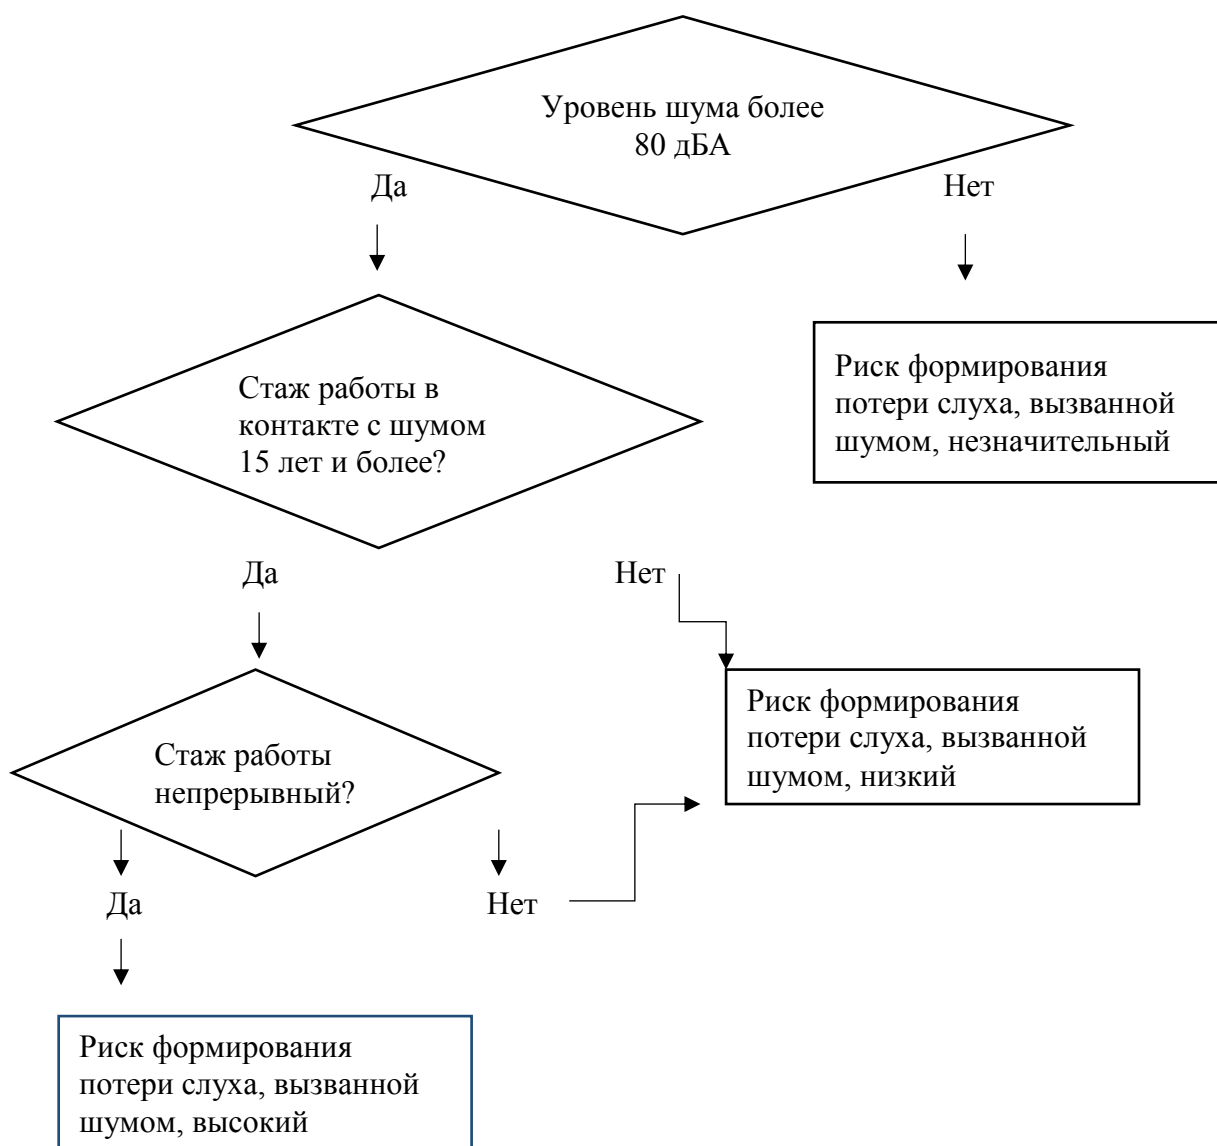 Уровень шума более
80 дБА
Да
Нет
Стаж работы в
контакте с шумом
15 лет и более?
Риск формирования
потери слуха, вызванной
шумом, незначительный
Да
Нет
Стаж работы
непрерывный?
Риск формирования
потери слуха, вызванной
шумом, низкий
Да
Нет
Риск формирования
потери слуха, вызванной
шумом, высокий